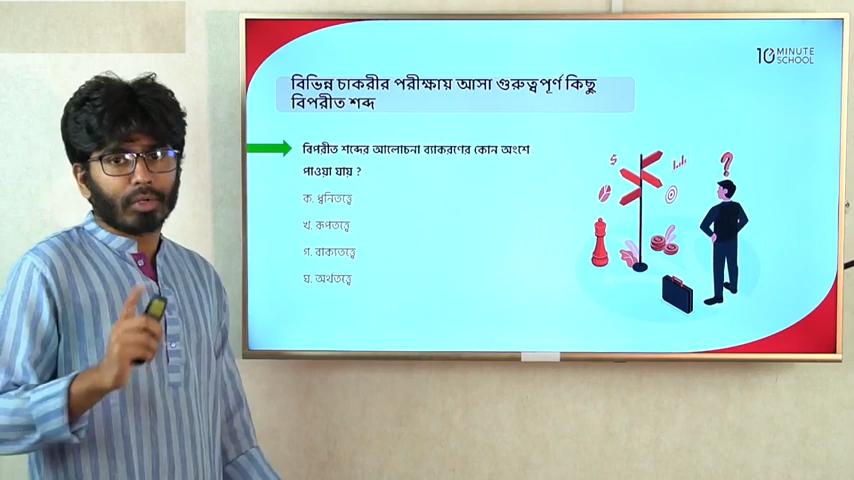 10 MINUTE SCHOOL
বিভিন্ন চাকরীর পরীক্ষায় আসা গুরুত্বপূর্ণ কিছু
বিপরীত শব্দ
বিপরীত শব্দের আলোচনা ব্যাকরণের কোন অংশে
পাওয়া যায় ?
ক. ধ্বনিতত্ত্বে
খ. রূপতত্ত্বে
গ. বাক্যতত্ত্বে
ঘ. অর্থতত্ত্বে